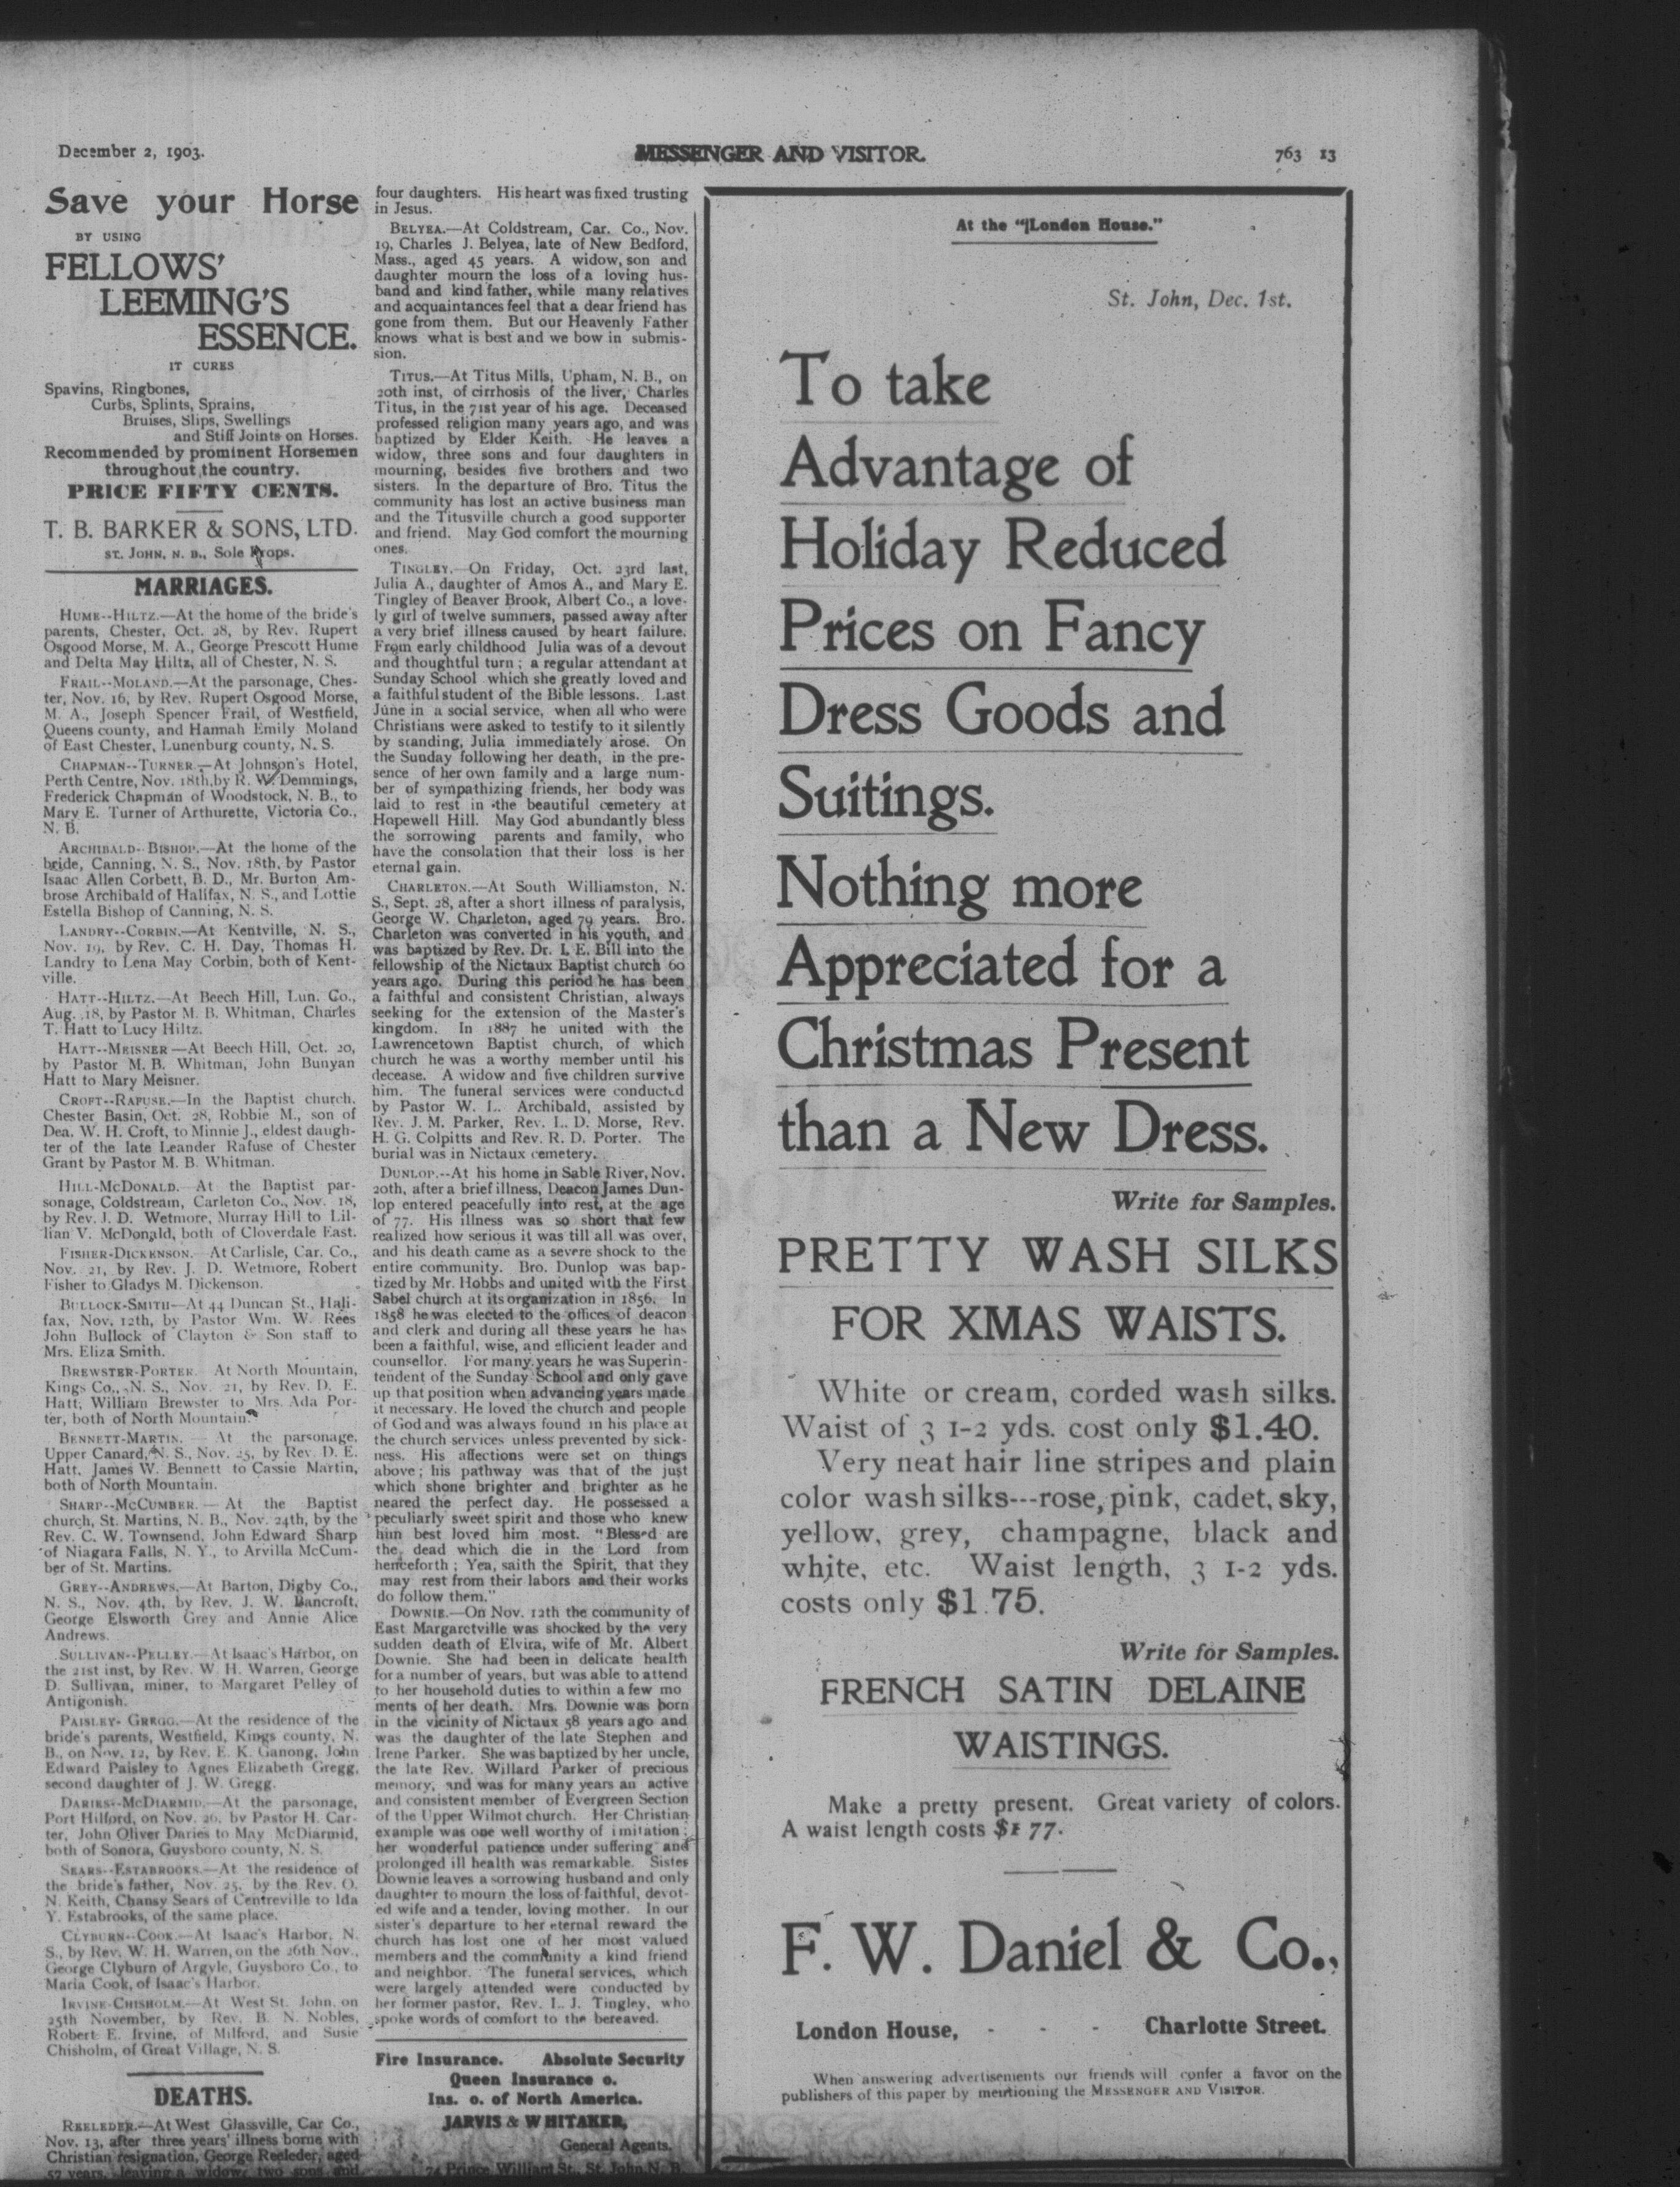 December 2, 1903.
MESSENGER AND VISITOR.
763 13
Save your Horse
BY USING
FELLOWS'
LEEMING'S
ESSENCE.
IT CURES
Spavins, Ringbones,
Curbs, Splints, Sprains,
Bruises, Slips, Swellings
and Stiff Joints on Horses.
Recommended by prominent Horsemen
throughout the country.
PRICE FIFTY CENTS.
T. B. BARKER & SONS, LTD.
ST. JOHN, N. B., Sole Props.
MARRIAGES.
HUME--HILTZ.—At the home of the bride's
parents, Chester, Oct. 28, by Rev. Rupert
Osgood Morse, M. A., George Prescott Hume
and Delta May Hiltz, all of Chester, N. S.
FRAIL--MOLAND.—At the parsonage, Ches-
ter, Nov. 16, by Rev. Rupert Osgood Morse,
M. A., Joseph Spencer Frail, of Westfield,
Queens county, and Hannah Emily Moland
of East Chester, Lunenburg county, N. S.
CHAPMAN--TURNER.—At Johnson's Hotel,
Perth Centre, Nov. 18th, by R. W. Demmings,
Frederick Chapman of Woodstock, N. B., to
Mary E. Turner of Arthurette, Victoria Co.,
N. B.
ARCHIBALD--BISHOP.—At the home of the
bride, Canning, N. S., Nov. 18th, by Pastor
Isaac Allen Corbett, B. D., Mr. Burton Am-
brose Archibald of Halifax, N. S., and Lottie
Estella Bishop of Canning, N. S.
LANDRY--CORBIN.—At Kentville, N. S.,
Nov. 19, by Rev. C. H. Day, Thomas H.
Landry to Lena May Corbin, both of Kent-
ville.
HATT--HILTZ.—At Beech Hill, Lun. Co.,
Aug. 18, by Pastor M. B. Whitman, Charles
T. Hatt to Lucy Hiltz.
HATT--MEISNER—At Beech Hill, Oct. 20,
by Pastor M. B. Whitman, John Bunyan
Hatt to Mary Meisner.
CROFT--RAFUSE.—In the Baptist church,
Chester Basin, Oct. 28, Robbie M., son of
Dea. W. H. Croft, to Minnie J., eldest daugh-
ter of the late Leander Rafuse of Chester
Grant by Pastor M. B. Whitman.
HILL-McDONALD.—At the Baptist par-
sonage, Coldstream, Carleton Co., Nov. 18,
by Rev. J. D. Wetmore, Murray Hill to Lil-
lian V. McDonald, both of Cloverdale East.
FISHER-DICKENSON.—At Carlisle, Car. Co.,
Nov. 21, by Rev. J. D. Wetmore, Robert
Fisher to Gladys M. Dickenson.
BULLOCK-SMITH—At 44 Duncan St., Hali-
fax, Nov. 12th, by Pastor Wm. W. Rees
John Bullock of Clayton & Son staff to
Mrs. Eliza Smith.
BREWSTER-PORTER. At North Mountain,
Kings Co., N. S., Nov. 21, by Rev. D. E.
Hatt, William Brewster to Mrs. Ada Por-
ter, both of North Mountain.
BENNETT-MARTIN. — At the parsonage,
Upper Canard, N. S., Nov. 25, by Rev. D. E.
Hatt, James W. Bennett to Cassie Martin,
both of North Mountain.
SHARP--McCUMBER. — At the Baptist
church, St. Martins, N. B., Nov. 24th, by the
Rev. C. W. Townsend, John Edward Sharp
of Niagara Falls, N. Y., to Arvilla McCum-
ber of St. Martins.
GREY--ANDREWS.—At Barton, Digby Co.,
N. S., Nov. 4th, by Rev. J. W. Bancroft,
George Elsworth Grey and Annie Alice
Andrews.
SULLIVAN--PELLEY.—At Isaac's Harbor, on
the 21st inst, by Rev. W. H. Warren, George
D. Sullivan, miner, to Margaret Pelley of
Antigonish.
PAISLEY- GREGG.—At the residence of the
bride's parents, Westfield, Kings county, N.
B., on Nov. 12, by Rev. E. K. Ganong, John
Edward Paisley to Agnes Elizabeth Gregg,
second daughter of J. W. Gregg.
DARIES--McDIARMID.—At the parsonage,
Port Hilford, on Nov. 26, by Pastor H. Car-
ter, John Oliver Daries to May McDiarmid,
both of Sonora, Guysboro county, N. S.
SEARS--ESTABROOKS.—At the residence of
the bride's father, Nov. 25, by the Rev. O.
N. Keith, Chansy Sears of Centreville to Ida
Y. Estabrooks, of the same place.
CLYBURN--COOK.—At Isaac's Harbor, N.
S., by Rev. W. H. Warren, on the 26th Nov.,
George Clyburn of Argyle, Guysboro Co., to
Maria Cook, of Isaac's Harbor.
IRVINE-CHISHOLM.—At West St. John, on
25th November, by Rev. B. N. Nobles,
Robert E. Irvine, of Milford, and Susie
Chisholm, of Great Village, N. S.
DEATHS.
REELEDER.—At West Glassville, Car Co.,
Nov. 13, after three years' illness borne with
Christian resignation, George Reeleder, aged
57 years, leaving a widow, two sons and
four daughters. His heart was fixed trusting
in Jesus.
BELYEA.—At Coldstream, Car. Co., Nov.
19, Charles J. Belyea, late of New Bedford,
Mass., aged 45 years. A widow, son and
daughter mourn the loss of a loving hus-
band and kind father, while many relatives
and acquaintances feel that a dear friend has
gone from them. But our Heavenly Father
knows what is best and we bow in submis-
sion.
TITUS.—At Titus Mills, Upham, N. B., on
20th inst, of cirrhosis of the liver, Charles
Titus, in the 71st year of his age. Deceased
professed religion many years ago, and was
baptized by Elder Keith. He leaves a
widow, three sons and four daughters in
mourning, besides five brothers and two
sisters. In the departure of Bro. Titus the
community has lost an active business man
and the Titusville church a good supporter
and friend. May God comfort the mourning
ones.
TINGLEY.—On Friday, Oct. 23rd last,
Julia A., daughter of Amos A., and Mary E.
Tingley of Beaver Brook, Albert Co., a love-
ly girl of twelve summers, passed away after
a very brief illness caused by heart failure.
From early childhood Julia was of a devout
and thoughtful turn; a regular attendant at
Sunday School which she greatly loved and
a faithful student of the Bible lessons. Last
June in a social service, when all who were
Christians were asked to testify to it silently
by standing, Julia immediately arose. On
the Sunday following her death, in the pre-
sence of her own family and a large num-
ber of sympathizing friends, her body was
laid to rest in the beautiful cemetery at
Hopewell Hill. May God abundantly bless
the sorrowing parents and family, who
have the consolation that their loss is her
eternal gain.
CHARLETON.—At South Williamston, N.
S., Sept. 28, after a short illness of paralysis,
George W. Charleton, aged 79 years. Bro.
Charleton was converted in his youth, and
was baptized by Rev. Dr. I. E. Bill into the
fellowship of the Nictaux Baptist church 60
years ago. During this period he has been
a faithful and consistent Christian, always
seeking for the extension of the Master's
kingdom. In 1887 he united with the
Lawrencetown Baptist church, of which
church he was a worthy member until his
decease. A widow and five children survive
him. The funeral services were conducted
by Pastor W. L. Archibald, assisted by
Rev. J. M. Parker, Rev. L. D. Morse, Rev.
H. G. Colpitts and Rev. R. D. Porter. The
burial was in Nictaux cemetery.
DUNLOP.--At his home in Sable River, Nov.
20th, after a brief illness, Deacon James Dun-
lop entered peacefully into rest, at the age
of 77. His illness was so short that few
realized how serious it was till all was over,
and his death came as a severe shock to the
entire community. Bro. Dunlop was bap-
tized by Mr. Hobbs and united with the First
Sabel church at its organization in 1856. In
1858 he was elected to the offices of deacon
and clerk and during all these years he has
been a faithful, wise, and efficient leader and
counsellor. For many years he was Superin-
tendent of the Sunday School and only gave
up that position when advancing years made
it necessary. He loved the church and people
of God and was always found in his place at
the church services unless prevented by sick-
ness. His affections were set on things
above; his pathway was that of the just
which shone brighter and brighter as he
neared the perfect day. He possessed a
peculiarly sweet spirit and those who knew
him best loved him most. "Blessed are
the dead which die in the Lord from
henceforth; Yea, saith the Spirit, that they
may rest from their labors and their works
do follow them."
DOWNIE.—On Nov. 12th the community of
East Margaretville was shocked by the very
sudden death of Elvira, wife of Mr. Albert
Downie. She had been in delicate health
for a number of years, but was able to attend
to her household duties to within a few mo
ments of her death. Mrs. Downie was born
in the vicinity of Nictaux 58 years ago and
was the daughter of the late Stephen and
Irene Parker. She was baptized by her uncle,
the late Rev. Willard Parker of precious
memory, and was for many years an active
and consistent member of Evergreen Section
of the Upper Wilmot church. Her Christian
example was one well worthy of imitation;
her wonderful patience under suffering and
prolonged ill health was remarkable. Sister
Downie leaves a sorrowing husband and only
daughter to mourn the loss of faithful, devot-
ed wife and a tender, loving mother. In our
sister's departure to her eternal reward the
church has lost one of her most valued
members and the community a kind friend
and neighbor. The funeral services, which
were largely attended were conducted by
her former pastor, Rev. L. J. Tingley, who
spoke words of comfort to the bereaved.
Fire Insurance. Absolute Security
Queen Insurance o.
Ins. o. of North America.
JARVIS & WHITAKER,
General Agents.
74 Prince William St., St. John N. B.
At the "London House."
St. John, Dec. 1st.
To take
Advantage of
Holiday Reduced
Prices on Fancy
Dress Goods and
Suitings.
Nothing more
Appreciated for a
Christmas Present
than a New Dress.
Write for Samples.
PRETTY WASH SILKS
FOR XMAS WAISTS.
White or cream, corded wash silks.
Waist of 3 1-2 yds. cost only $1.40.
Very neat hair line stripes and plain
color wash silks---rose, pink, cadet, sky,
yellow, grey, champagne, black and
white, etc. Waist length, 3 1-2 yds.
costs only $1.75.
Write for Samples.
FRENCH SATIN DELAINE
WAISTINGS.
Make a pretty present. Great variety of colors.
A waist length costs $1 77.
F. W. Daniel & Co.,
London House, - - - Charlotte Street.
When answering advertisements our friends will confer a favor on the
publishers of this paper by mentioning the MESSENGER AND VISITOR.